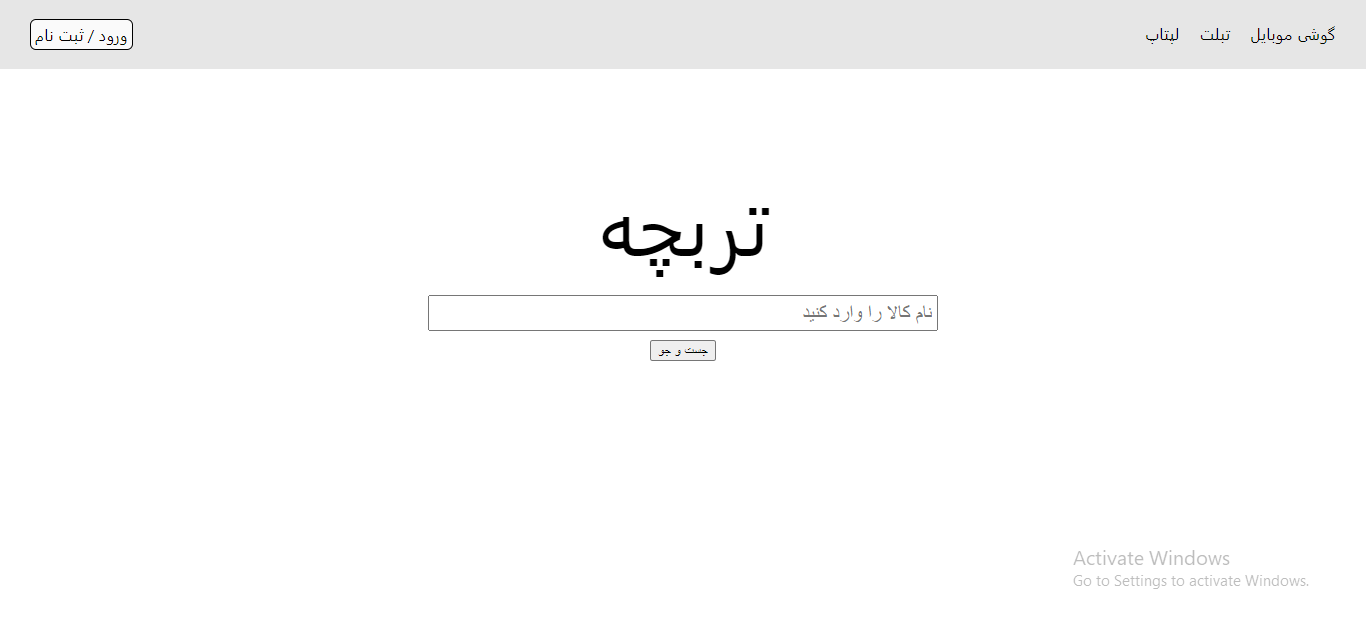 گوشی موبایل تبلت لپتاپ ورود / ثبت نام
تربچه
نام کالا را وارد کنید
جست و جو
Activate Windows
Go to Settings to activate Windows.